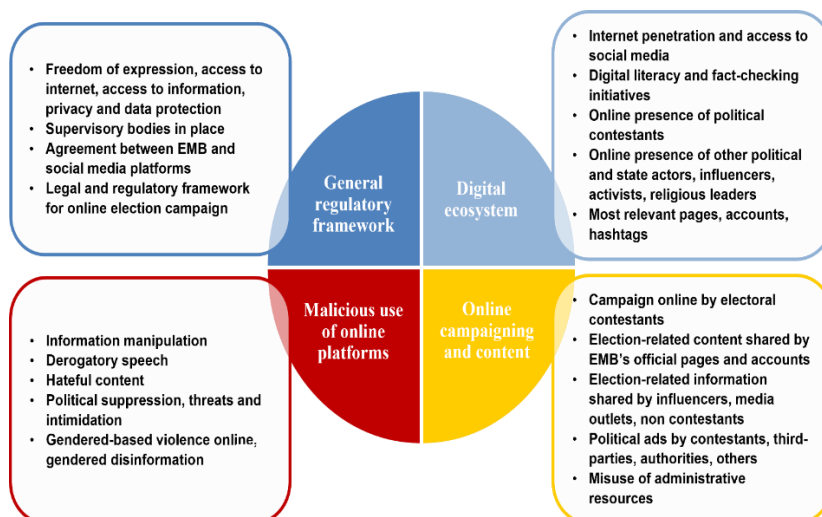 • Freedom of expression, access to
internet, access to information,
privacy and data protection
• Supervisory bodies in place
• Agreement between EMB and
social media platforms
• Legal and regulatory framework
for online election campaign
General
regulatory
framework
Digital
ecosystem
• Internet penetration and access to
social media
• Digital literacy and fact-checking
initiatives
• Online presence of political
contestants
• Online presence of other political
and state actors, influencers,
activists, religious leaders
• Most relevant pages, accounts,
hashtags
• Information manipulation
• Derogatory speech
• Hateful content
• Political suppression, threats and
intimidation
• Gendered-based violence online,
gendered disinformation
Malicious use
of online
platforms
Online
campaigning
and content
• Campaign online by electoral
contestants
• Election-related content shared by
EMB's official pages and accounts
• Election-related information
shared by influencers, media
outlets, non contestants
• Political ads by contestants, third-
parties, authorities, others
• Misuse of administrative
resources